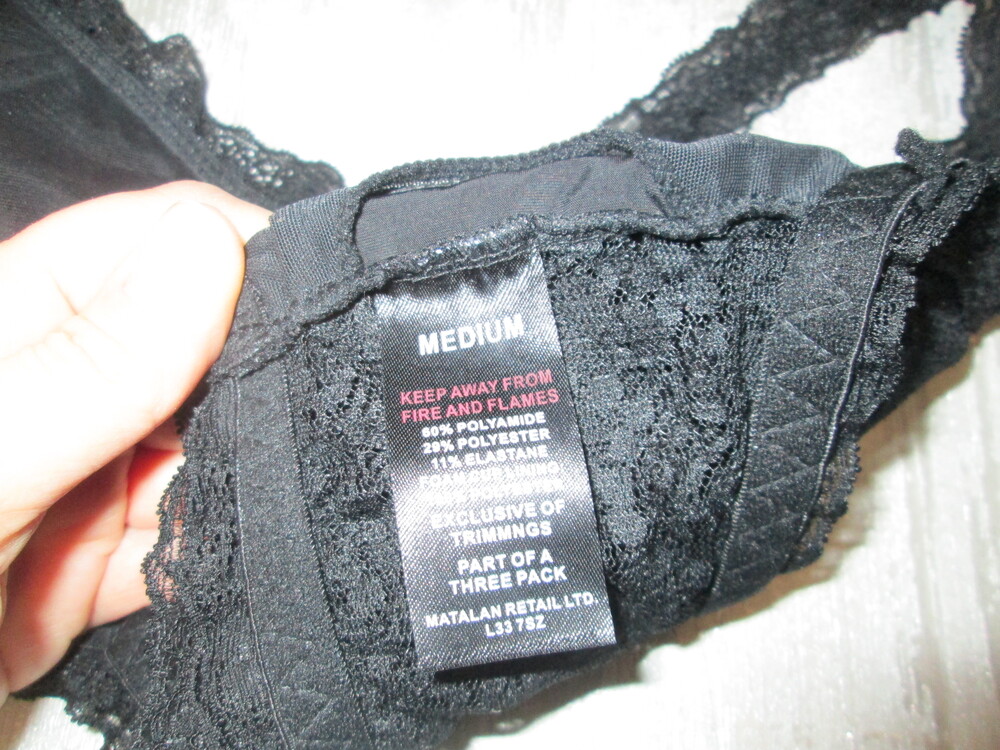 MEDIUM
KEEP AWAY FROM
FIRE AND FLAMES
60% POLYAMIDE
29% POLYESTER
11% ELASTANE
EXCLUSIVE OF
TRIMMNGS
PART OF A
THREE PACK
MATALAN RETAIL LTD.
L33 7SZ